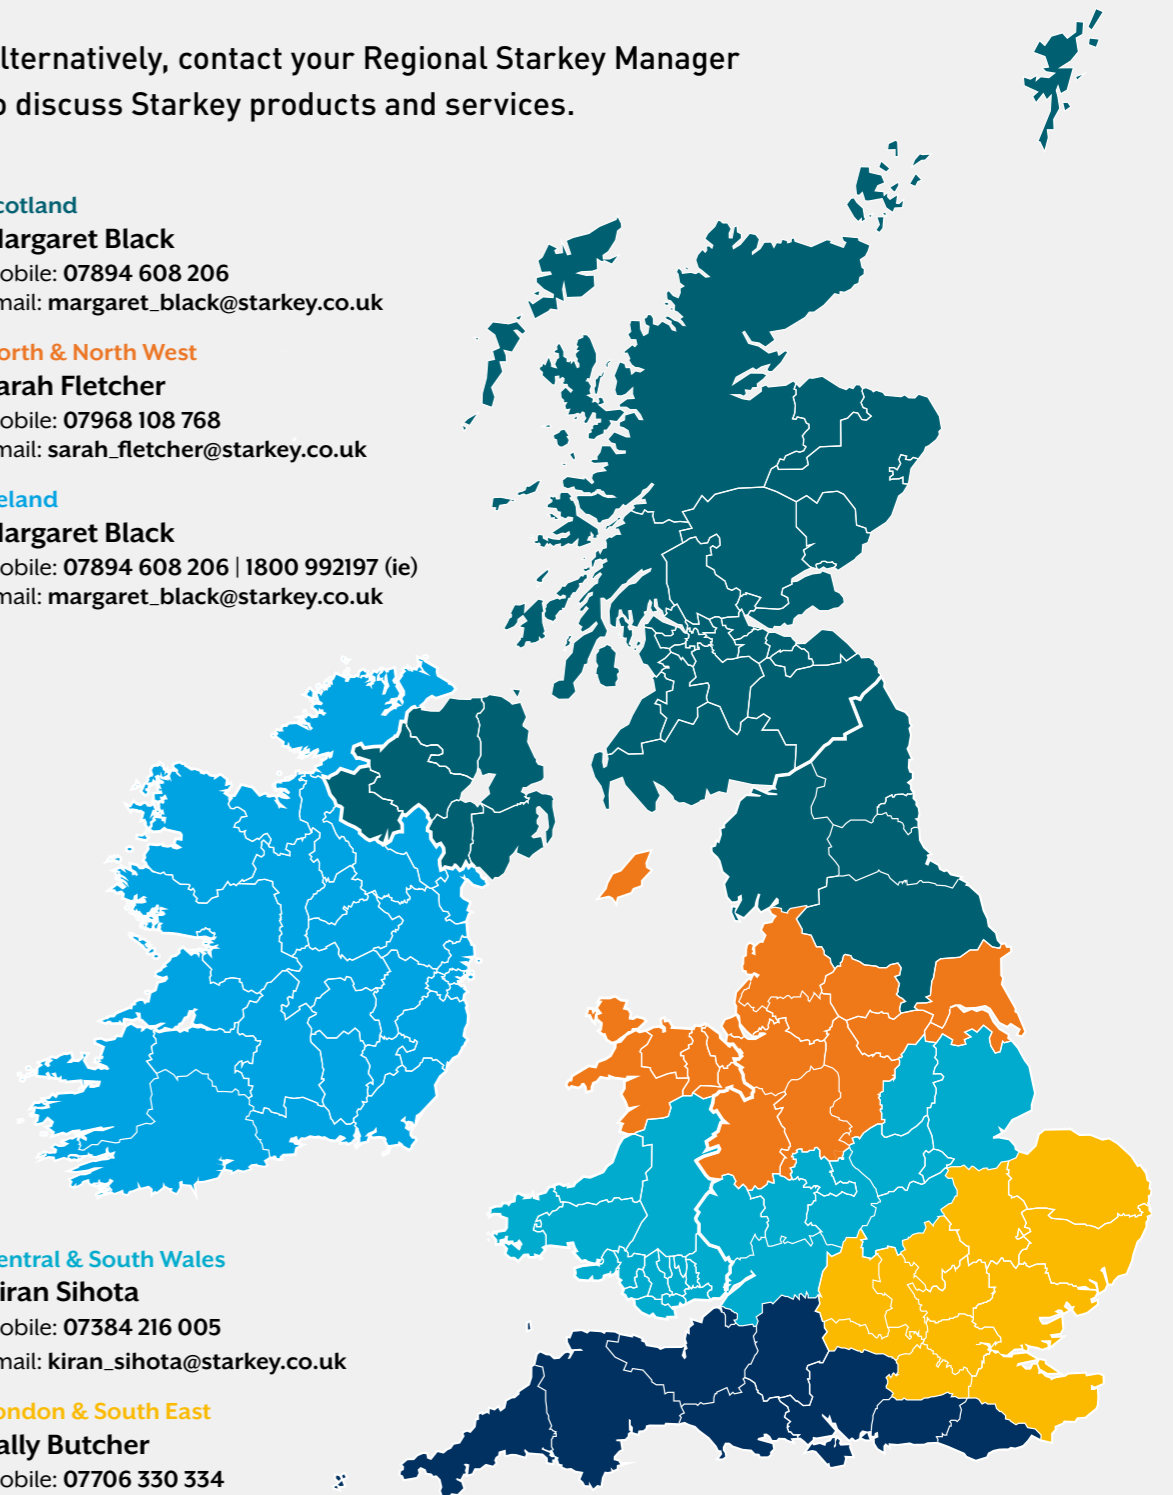 lternatively, contact your Regional Starkey Manager
o discuss Starkey products and services.
cotland
largaret Black
obile: 07894 608 206
mail: margaret_black@starkey.co.uk
orth & North West
arah Fletcher
obile: 07968 108 768
mail: sarah_fletcher@starkey.co.uk
eland
largaret Black
obile: 07894 608 206 | 1800 992197 (ie)
mail: margaret_black@starkey.co.uk
entral & South Wales
iran Sihota
obile: 07384 216 005
mail: kiran_sihota@starkey.co.uk
ondon & South East
ally Butcher
obile: 07706 330 334